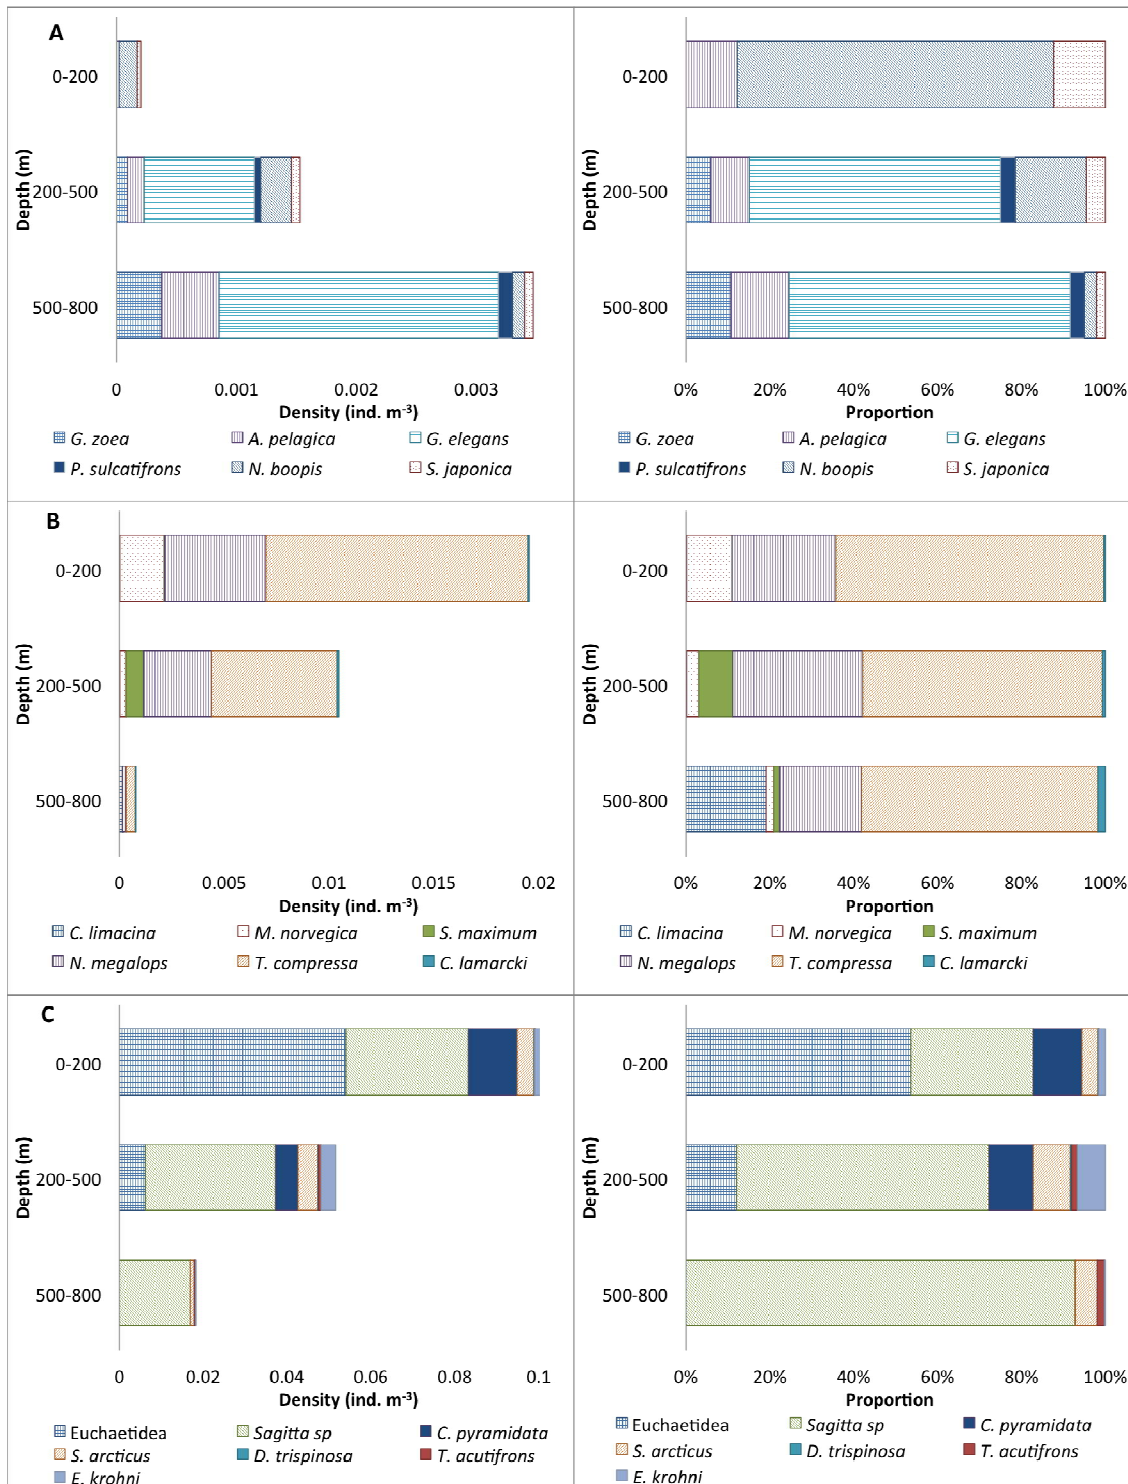 A
0-200
200-500
500-800
Depth (m)
0 0.001 0.002 0.003
Density (ind. m⁻³)
G. zoea A. pelagica G. elegans
P. sulcatifrons N. boopis S. japonica
0-200
200-500
500-800
Depth (m)
0% 20% 40% 60% 80% 100%
Proportion
G. zoea A. pelagica G. elegans
P. sulcatifrons N. boopis S. japonica
B
0-200
200-500
500-800
Depth (m)
0 0.005 0.01 0.015 0.02
Density (ind. m⁻³)
C. limacina M. norvegica S. maximum
N. megalops T. compressa C. lamarcki
0-200
200-500
500-800
Depth (m)
0% 20% 40% 60% 80% 100%
Proportion
C. limacina M. norvegica S. maximum
N. megalops T. compressa C. lamarcki
C
0-200
200-500
500-800
Depth (m)
0 0.02 0.04 0.06 0.08 0.1
Density (ind. m⁻³)
Euchaetidea Sagitta sp C. pyramidata
S. arcticus D. trispinosa T. acutifrons
E. krohni
0-200
200-500
500-800
Depth (m)
0% 20% 40% 60% 80% 100%
Proportion
Euchaetidea Sagitta sp C. pyramidata
S. arcticus D. trispinosa T. acutifrons
E. krohni